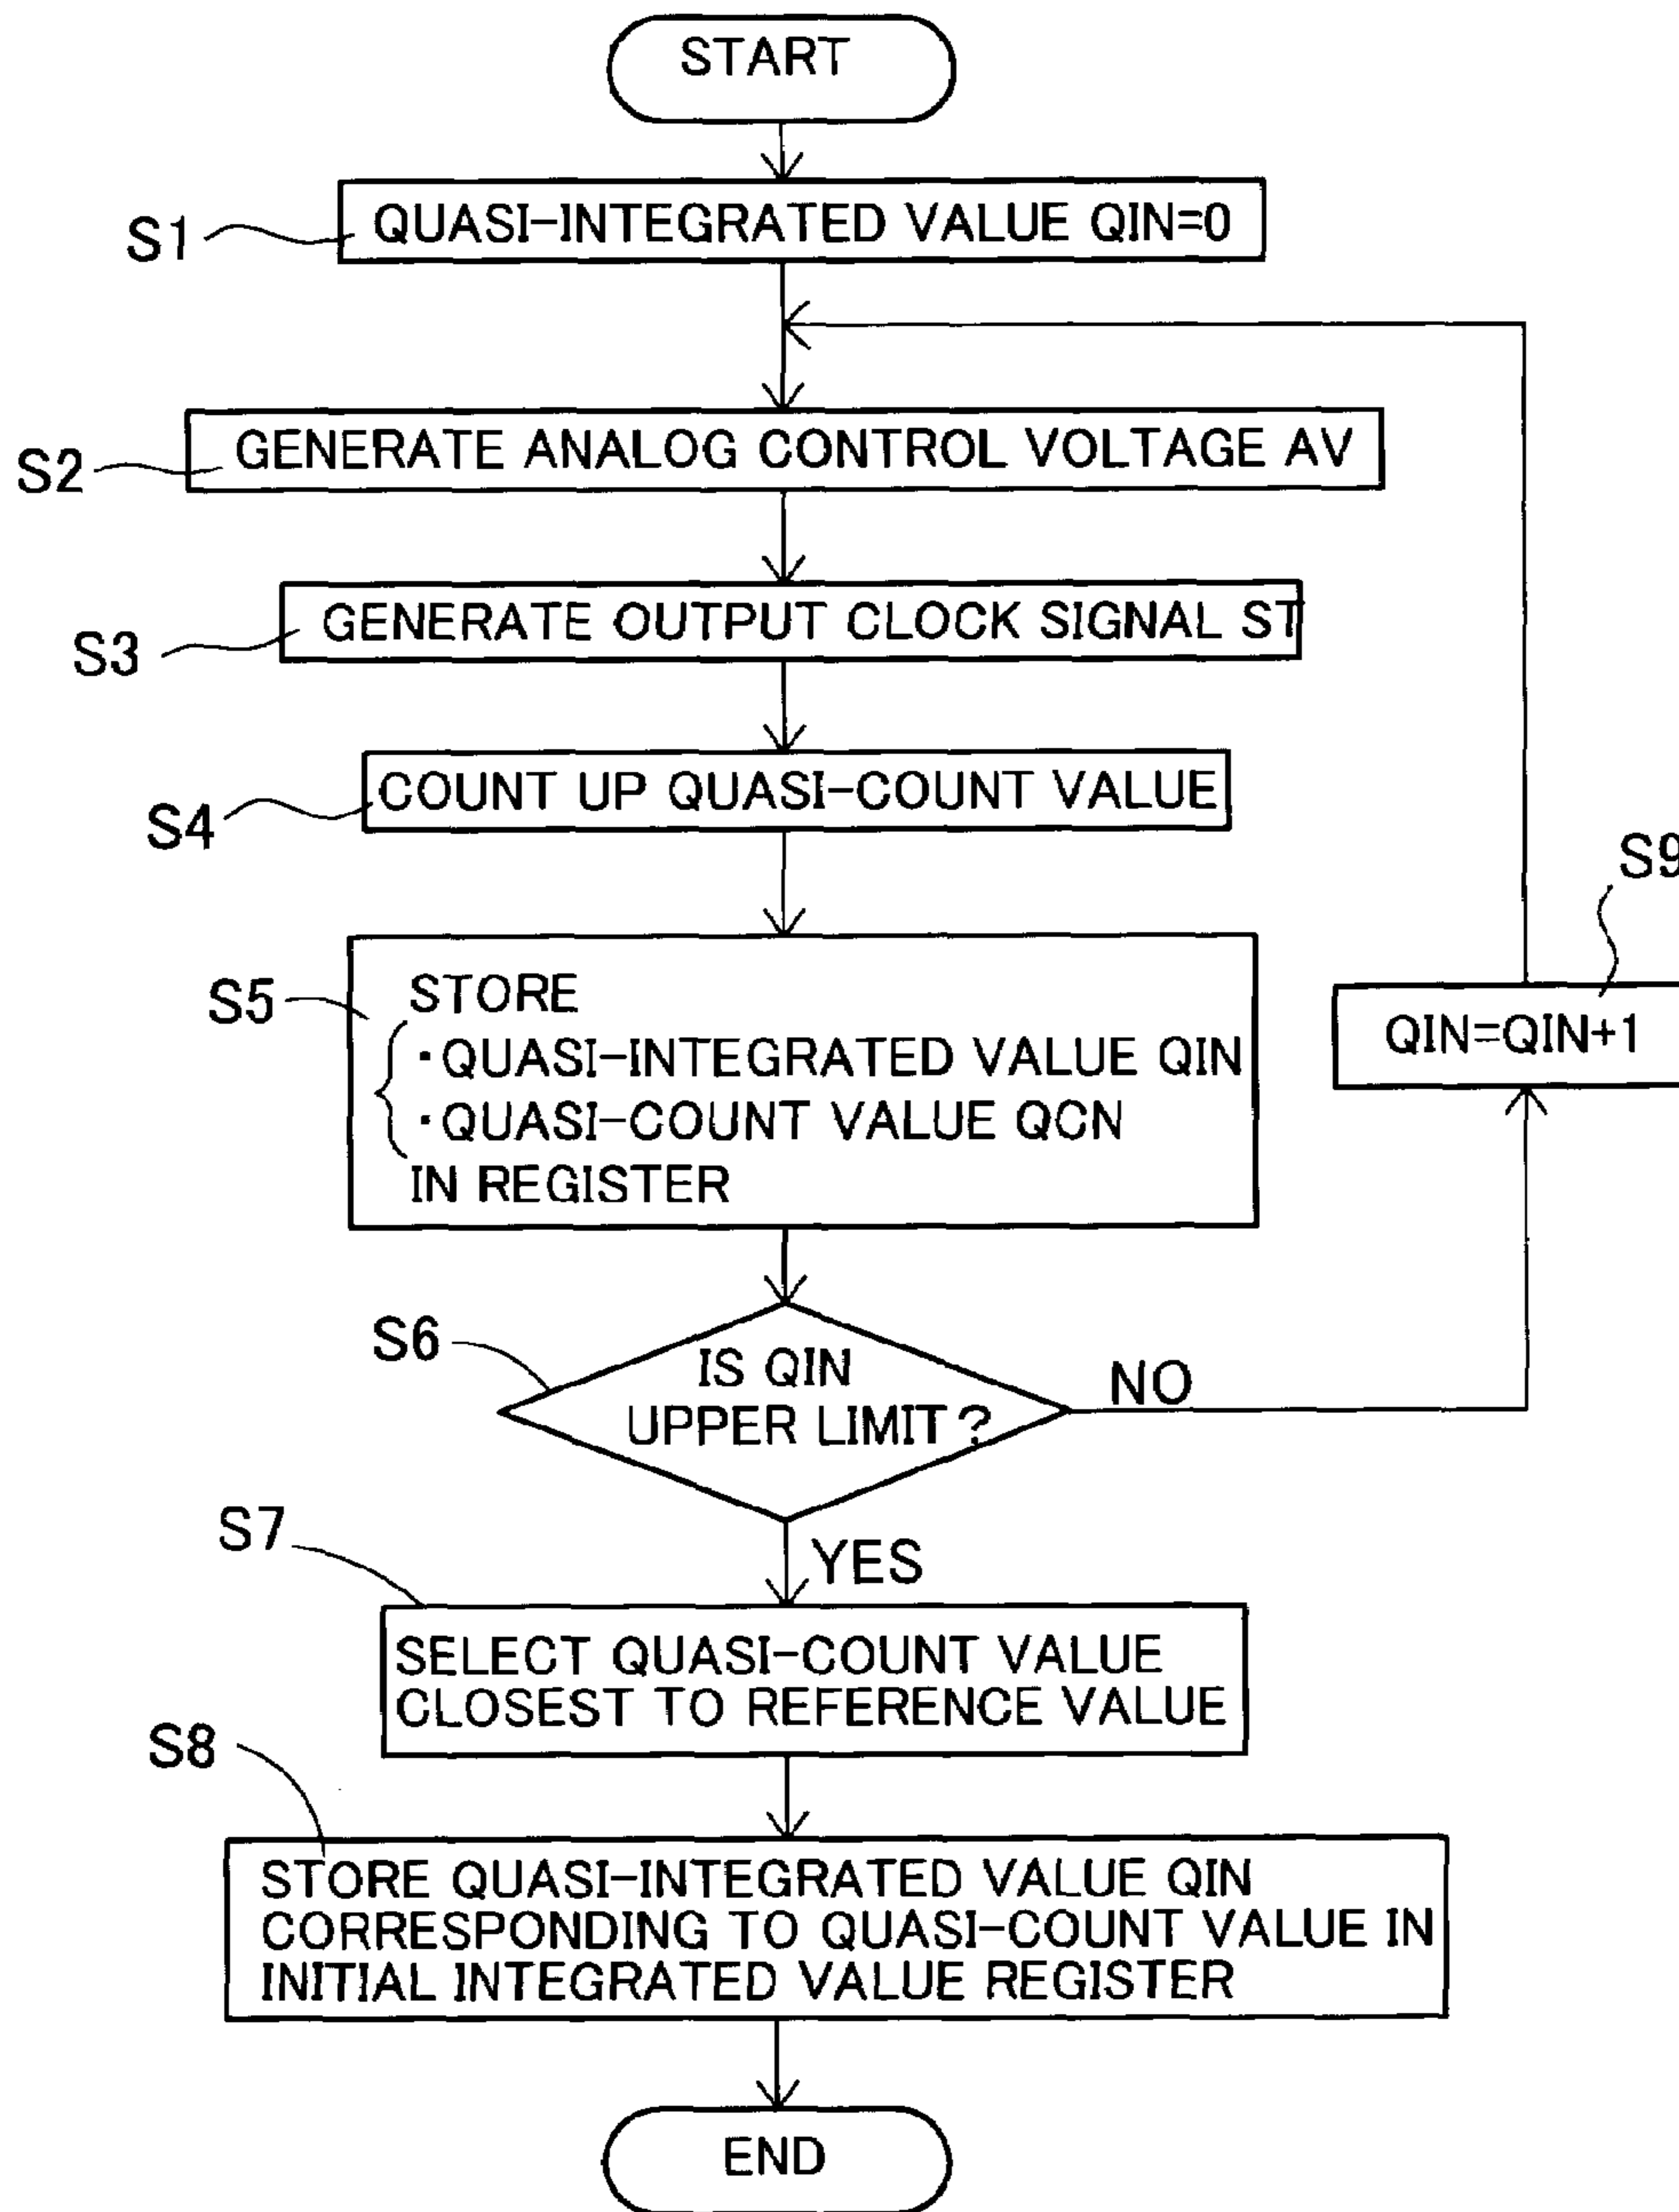 START
S1
QUASI-INTEGRATED VALUE QIN=0
S2
GENERATE ANALOG CONTROL VOLTAGE AV
S3
GENERATE OUTPUT CLOCK SIGNAL ST
S4
COUNT UP QUASI-COUNT VALUE
S9
QIN=QIN+1
S5
STORE
・QUASI-INTEGRATED VALUE QIN
・QUASI-COUNT VALUE QCN
IN REGISTER
S6
IS QIN
UPPER LIMIT?
NO
YES
S7
SELECT QUASI-COUNT VALUE
CLOSEST TO REFERENCE VALUE
S8
STORE QUASI-INTEGRATED VALUE QIN
CORRESPONDING TO QUASI-COUNT VALUE IN
INITIAL INTEGRATED VALUE REGISTER
END